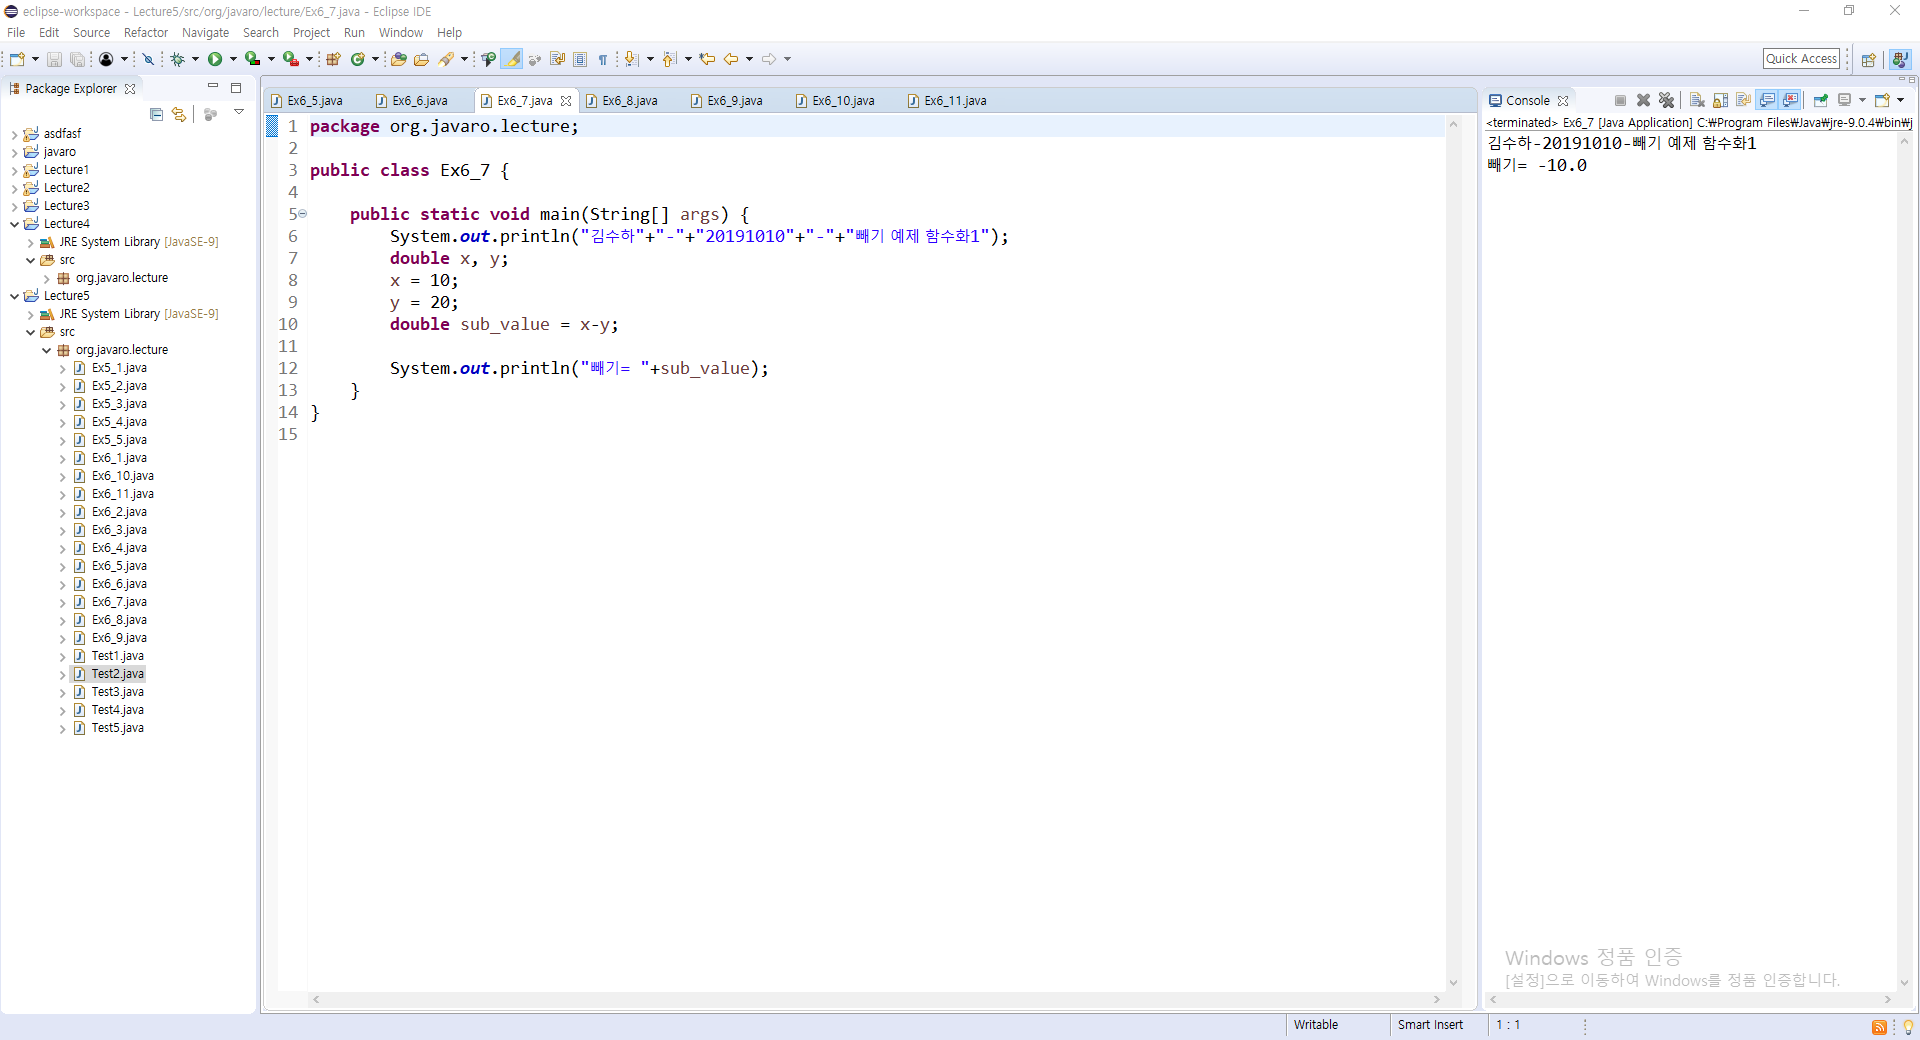 eclipse-workspace - Lecture5/src/org/javaro/lecture/Ex6_7.java - Eclipse IDE
File Edit Source Refactor Navigate Search Project Run Window Help
Quick Access
Package Explorer
asdfasf
javaro
Lecture1
Lecture2
Lecture3
Lecture4
JRE System Library [JavaSE-9]
src
org.javaro.lecture
Lecture5
JRE System Library [JavaSE-9]
src
org.javaro.lecture
Ex5_1.java
Ex5_2.java
Ex5_3.java
Ex5_4.java
Ex5_5.java
Ex6_1.java
Ex6_10.java
Ex6_11.java
Ex6_2.java
Ex6_3.java
Ex6_4.java
Ex6_5.java
Ex6_6.java
Ex6_7.java
Ex6_8.java
Ex6_9.java
Test1.java
Test2.java
Test3.java
Test4.java
Test5.java
Ex6_5.java Ex6_6.java Ex6_7.java Ex6_8.java Ex6_9.java Ex6_10.java Ex6_11.java
1 package org.javaro.lecture;
2
3 public class Ex6_7 {
4
5 public static void main(String[] args) {
6 System.out.println("김수하"+"-"+"20191010"+"-"+"빼기 예제 함수화1");
7 double x, y;
8 x = 10;
9 y = 20;
10 double sub_value = x-y;
11
12 System.out.println("빼기= "+sub_value);
13 }
14 }
15
Console
<terminated> Ex6_7 [Java Application] C:₩Program Files₩Java₩jre-9.0.4₩bin₩j
김수하-20191010-빼기 예제 함수화1
빼기= -10.0
Windows 정품 인증
[설정]으로 이동하여 Windows를 정품 인증합니다.
Writable Smart Insert 1 : 1